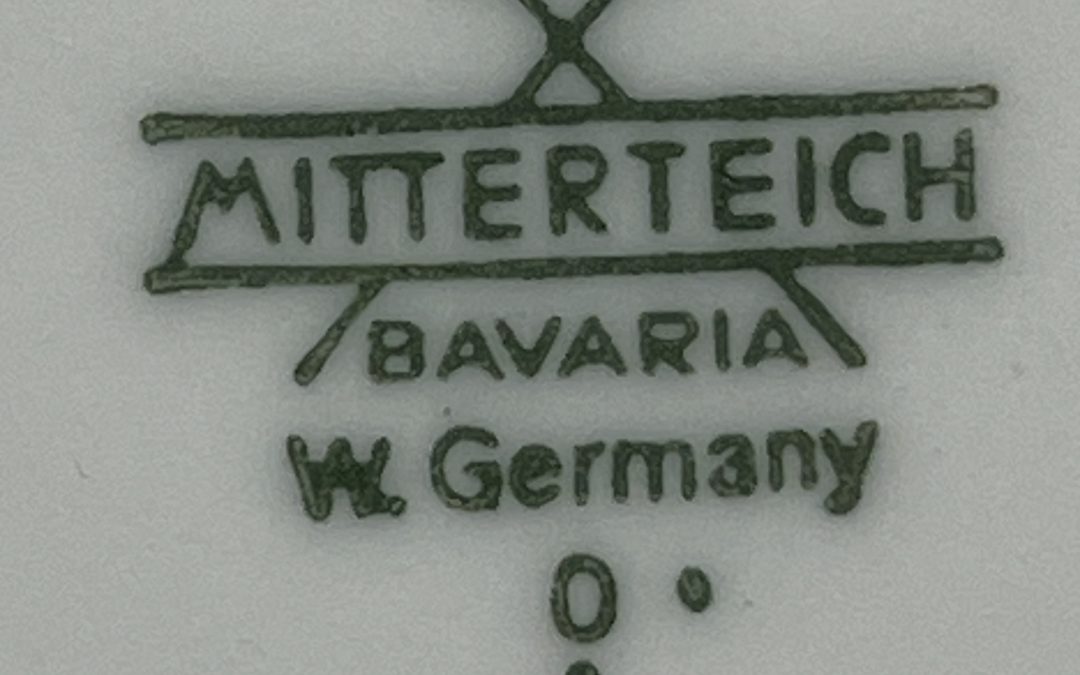 MITTERTEICH
BAVARIA
W. Germany
0